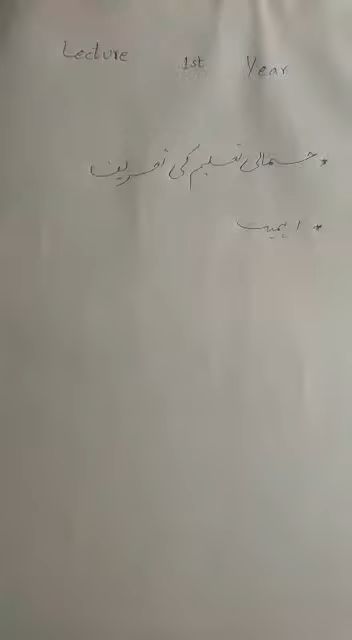 Lecture 1st Year
* جسمانی تعلیم کی تعریف
* اہمیت